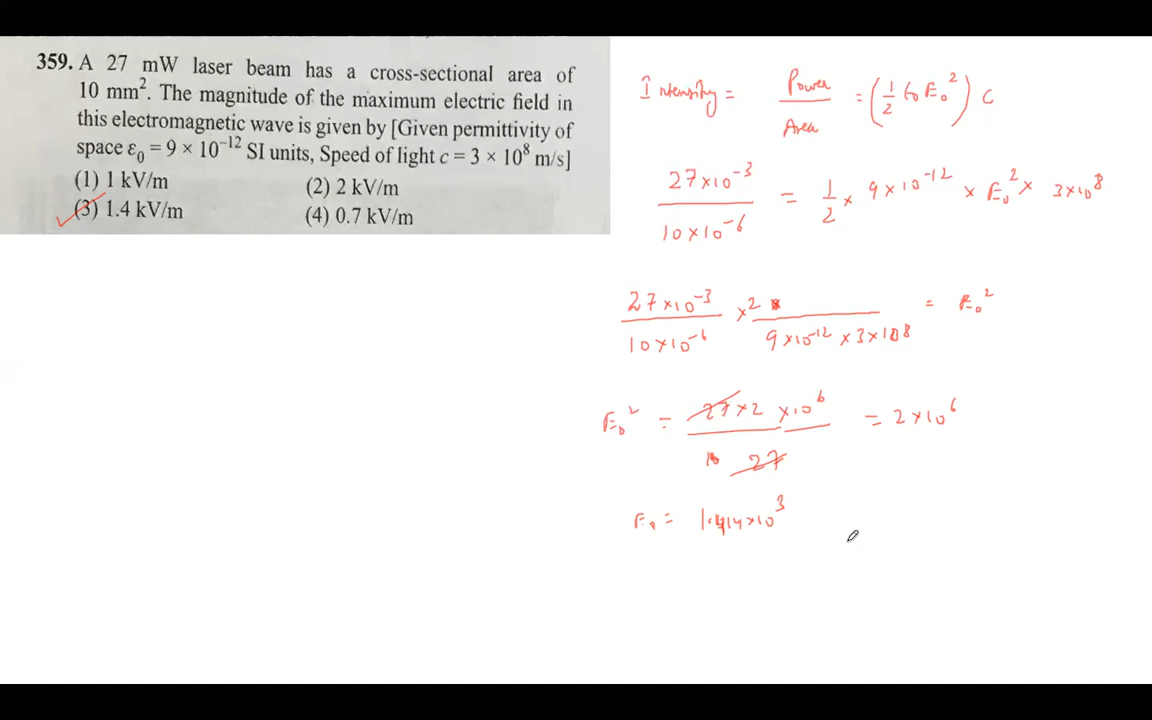 359. A 27 mW laser beam has a cross-sectional area of
10 mm². The magnitude of the maximum electric field in
this electromagnetic wave is given by [Given permittivity of
space ε₀ = 9 × 10⁻¹² SI units, Speed of light c = 3 × 10⁸ m/s]
(1) 1 kV/m (2) 2 kV/m
(3) 1.4 kV/m (4) 0.7 kV/m
Intensity = Power / Area = (1/2 ε₀ E₀²) C
27×10⁻³ / 10×10⁻⁶ = 1/2 × 9×10⁻¹² × E₀² × 3×10⁸
27×10⁻³ / 10×10⁻⁶ ×2 / 9×10⁻¹² × 3×10⁸ = E₀²
E₀² = 27×2 ×10⁶ / 27 = 2×10⁶
E₀ = 1.414×10³